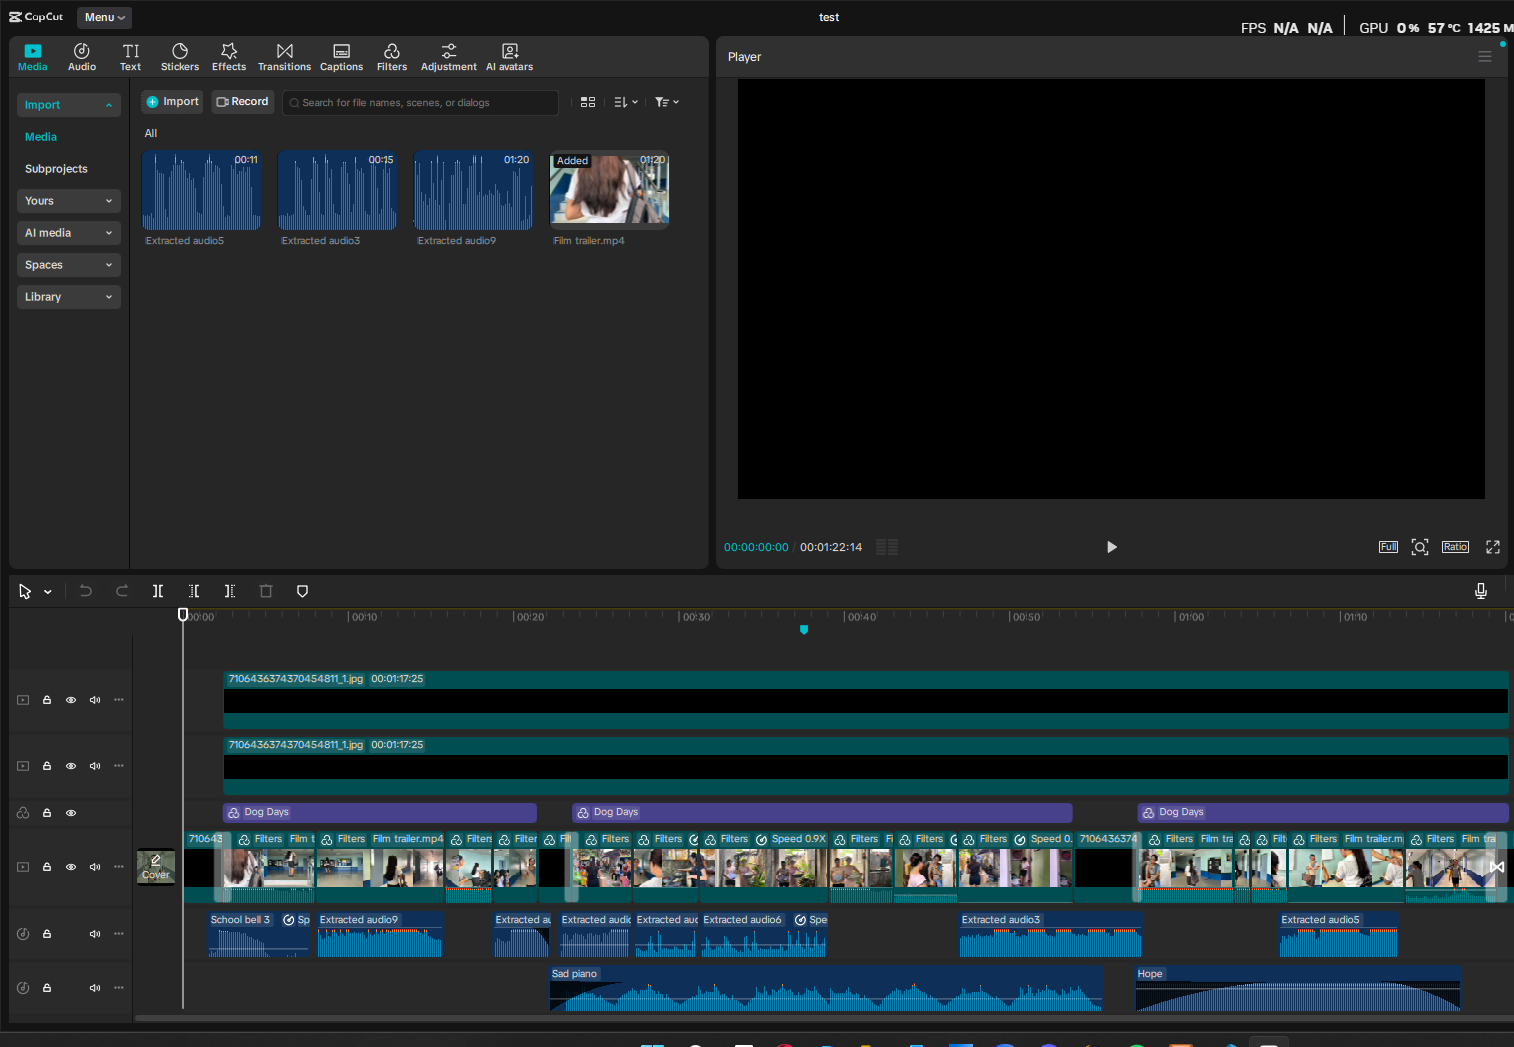 CapCut Menu test
FPS N/A N/A GPU 0 % 57 °C 1425 M
Media Audio Text Stickers Effects Transitions Captions Filters Adjustment AI avatars
Player
Import
Media
Subprojects
Yours
AI media
Spaces
Library
Import Record Search for file names, scenes, or dialogs
All
00:11 00:15 01:20 Added 01:20
Extracted audio5 Extracted audio3 Extracted audio9 Film trailer.mp4
00:00:00:00 / 00:01:22:14 Full Ratio
00:00 00:10 00:20 00:30 00:40 00:50 01:00 01:10 0
7106436374370454811_1.jpg 00:01:17:25
7106436374370454811_1.jpg 00:01:17:25
Dog Days Dog Days Dog Days
710643 Filters Film t Filters Film trailer.mp4 Filters Filter Fil Filters Filters Filters Speed 0.9X Filters Fi Filters Filters Speed 0. 7106436374 Filters Film tra Filt Filters Film trailer.m Filters Film tra
Cover
School bell 3 Sp Extracted audio9 Extracted au Extracted audio Extracted aud Extracted audio6 Spe Extracted audio3 Extracted audio5
Sad piano Hope